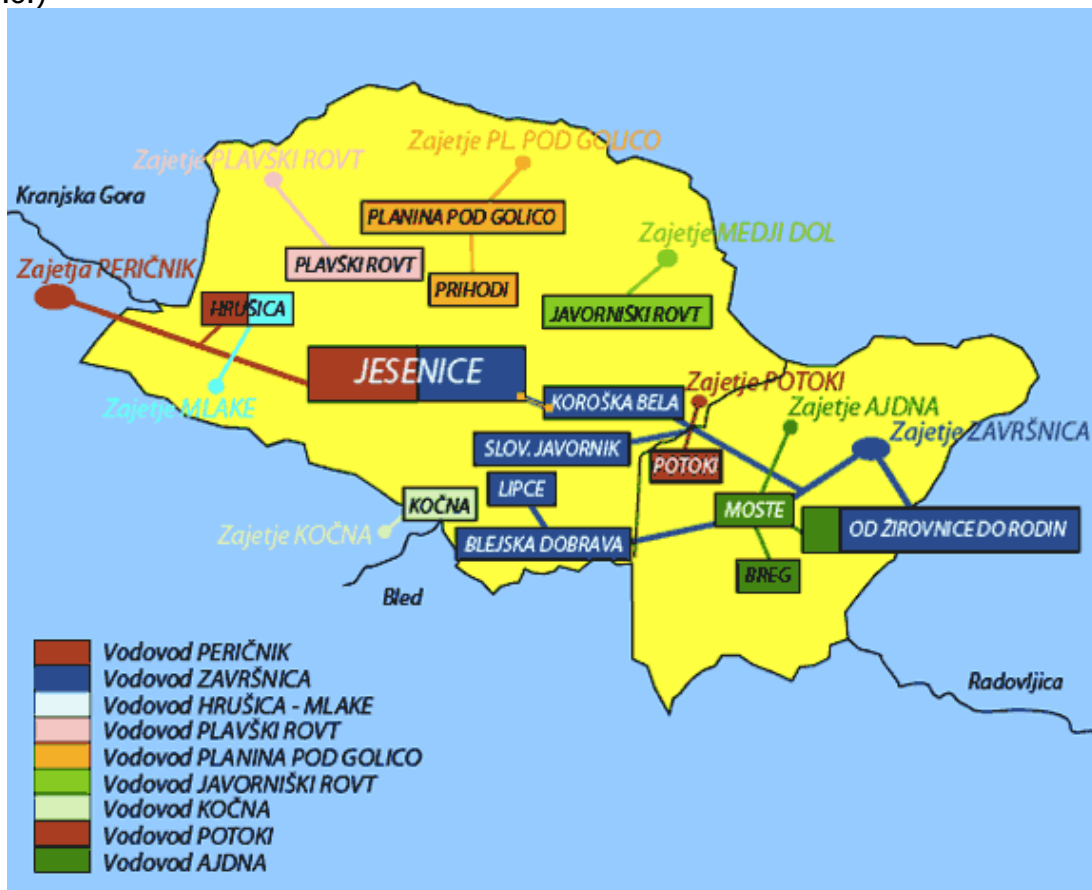 Zajetje PL. POD GOLICO
Zajetje PLAVŠKI ROVT
Kranjska Gora
PLANINA POD GOLICO
Zajetje MEDJI DOL
PLAVŠKI ROVT
Zajetja PERIČNIK
PRIHODI
HRUŠICA
JAVORNIŠKI ROVT
JESENICE
Zajetje POTOKI
KOROŠKA BELA
Zajetje MLAKE
Zajetje AJDNA
Zajetje ZAVRŠNICA
SLOV. JAVORNIK
POTOKI
LIPCE
KOČNA
MOSTE
OD ŽIROVNICE DO RODIN
Zajetje KOČNA
BLEJSKA DOBRAVA
BREG
Bled
Radovljica
Vodovod PERIČNIK
Vodovod ZAVRŠNICA
Vodovod HRUŠICA - MLAKE
Vodovod PLAVŠKI ROVT
Vodovod PLANINA POD GOLICO
Vodovod JAVORNIŠKI ROVT
Vodovod KOČNA
Vodovod POTOKI
Vodovod AJDNA